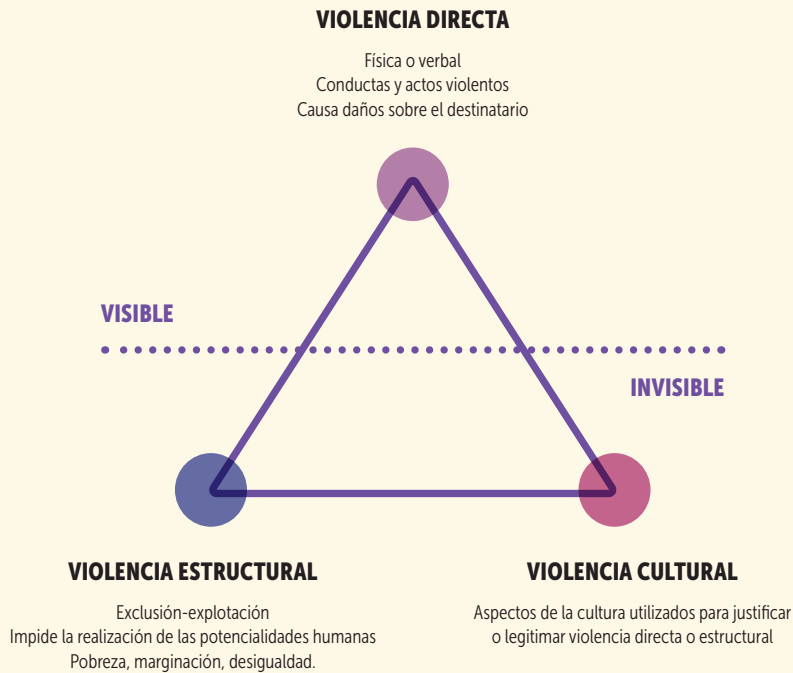 VIOLENCIA DIRECTA
Física o verbal
Conductas y actos violentos
Causa daños sobre el destinatario
VISIBLE
INVISIBLE
VIOLENCIA ESTRUCTURAL
Exclusión-explotación
Impide la realización de las potencialidades humanas
Pobreza, marginación, desigualdad.
VIOLENCIA CULTURAL
Aspectos de la cultura utilizados para justificar
o legitimar violencia directa o estructural